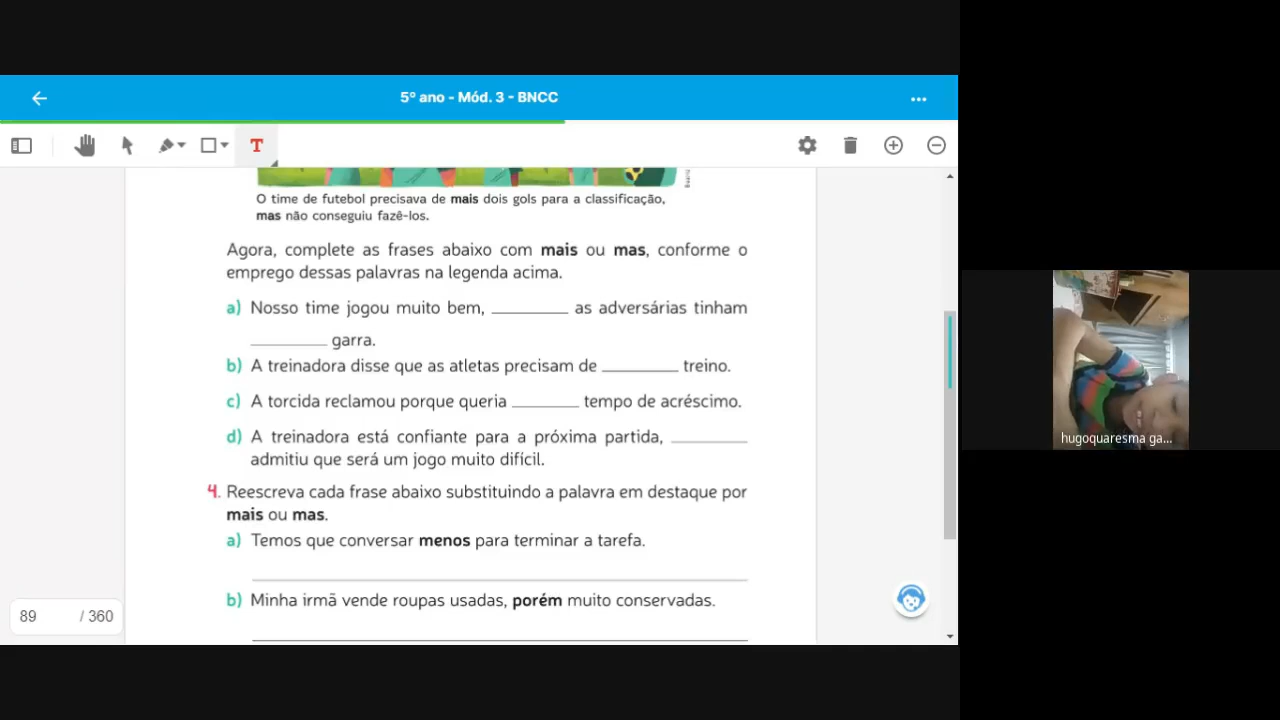 5º ano - Mód. 3 - BNCC
T
O time de futebol precisava de mais dois gols para a classificação,
mas não conseguiu fazê-los.
Agora, complete as frases abaixo com mais ou mas, conforme o
emprego dessas palavras na legenda acima.
a) Nosso time jogou muito bem, ________ as adversárias tinham
________ garra.
b) A treinadora disse que as atletas precisam de ________ treino.
c) A torcida reclamou porque queria ________ tempo de acréscimo.
d) A treinadora está confiante para a próxima partida, ________
admitiu que será um jogo muito difícil.
4. Reescreva cada frase abaixo substituindo a palavra em destaque por
mais ou mas.
a) Temos que conversar menos para terminar a tarefa.
b) Minha irmã vende roupas usadas, porém muito conservadas.
89 / 360
hugoquaresma ga...